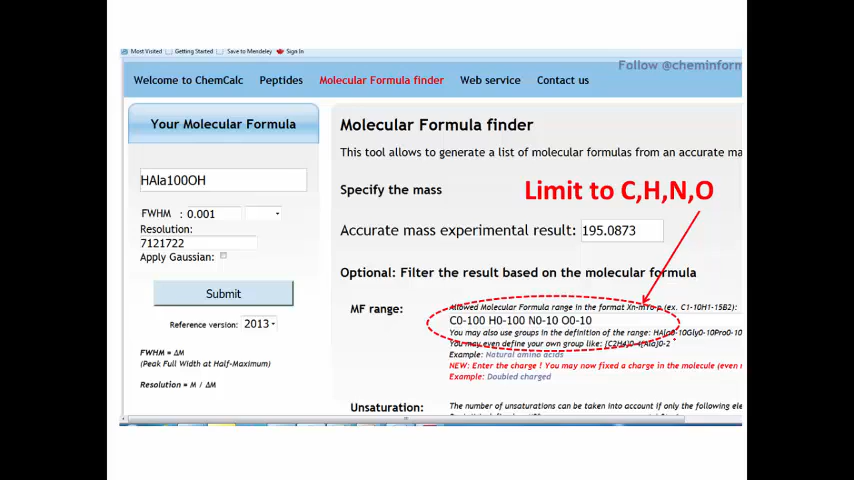 Most Visited Getting Started Save to Mendeley Sign In
Follow @cheminform
Welcome to ChemCalc Peptides Molecular Formula finder Web service Contact us
Your Molecular Formula
HAla100OH
FWHM : 0.001
Resolution:
7121722
Apply Gaussian:
Submit
Reference version: 2013
FWHM = ΔM
(Peak Full Width at Half-Maximum)
Resolution = M / ΔM
Molecular Formula finder
This tool allows to generate a list of molecular formulas from an accurate ma
Specify the mass
Limit to C,H,N,O
Accurate mass experimental result: 195.0873
Optional: Filter the result based on the molecular formula
MF range:
Allowed Molecular Formula range in the format Xn-mYo-p (ex. C1-10H1-15B2):
C0-100 H0-100 N0-10 O0-10
You may also use groups in the definition of the range: HAla0-10Gly0-10Pro0-10
You may even define your own group like: [C2H4]0-4[Ala]0-2
Example: Natural amino acids
NEW: Enter the charge ! You may now fixed a charge in the molecule (even
Example: Doubled charged
Unsaturation:
The number of unsaturations can be taken into account if only the following ele